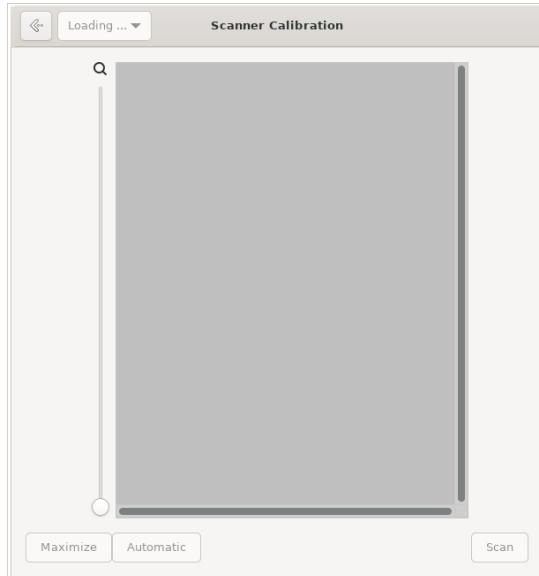 Loading ...
Scanner Calibration
Maximize
Automatic
Scan